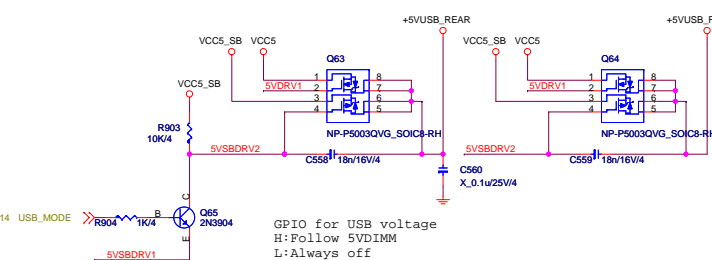 +5VUSB_REAR
+5VUSB_
VCC5_SB VCC5
VCC5_SB VCC5
Q63
Q64
VCC5_SB
1 8
5VDRV1 2 7
3 6
4 5
1 8
5VDRV1 2 7
3 6
4 5
R903
10K/4
NP-P5003QVG_SOIC8-RH
NP-P5003QVG_SOIC8-RH
5VSBDRV2
5VSBDRV2
C558 18n/16V/4
C559 18n/16V/4
C560
X_0.1u/25V/4
C
14 USB_MODE R904 1K/4 B Q65
2N3904
E
5VSBDRV1
GPIO for USB voltage
H:Follow 5VDIMM
L:Always off